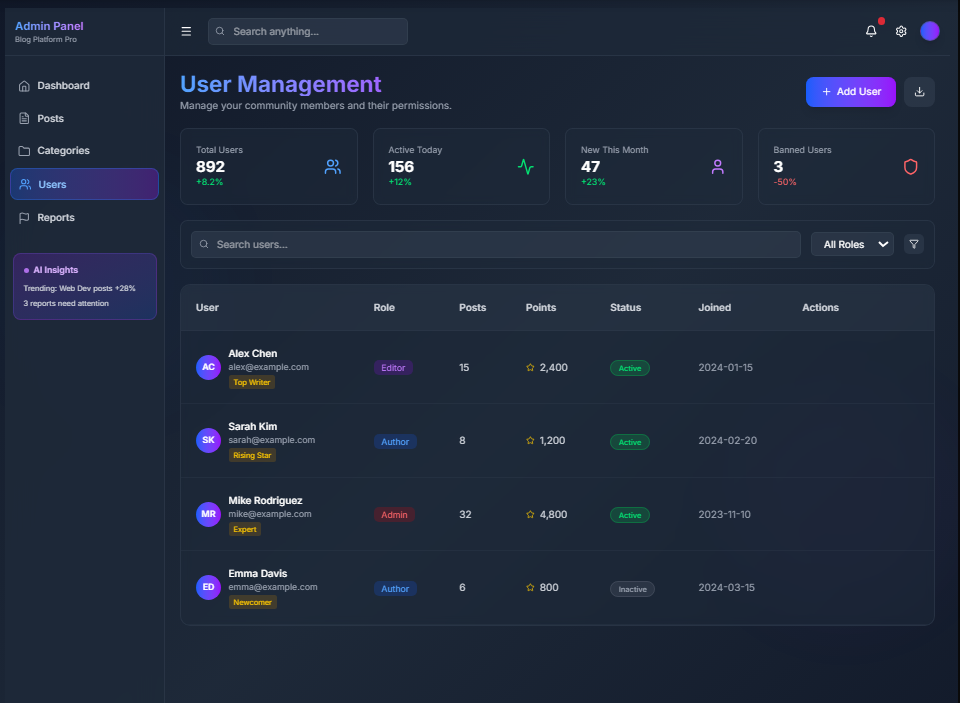 Admin Panel
Blog Platform Pro
Search anything...
Dashboard
Posts
Categories
Users
Reports
AI Insights
Trending: Web Dev posts +28%
3 reports need attention
User Management
Manage your community members and their permissions.
+ Add User
Total Users
892
+8.2%
Active Today
156
+12%
New This Month
47
+23%
Banned Users
3
-50%
Search users...
All Roles
User Role Posts Points Status Joined Actions
Alex Chen
alex@example.com
Top Writer
AC
Editor 15 2,400 Active 2024-01-15
Sarah Kim
sarah@example.com
Rising Star
SK
Author 8 1,200 Active 2024-02-20
Mike Rodriguez
mike@example.com
Expert
MR
Admin 32 4,800 Active 2023-11-10
Emma Davis
emma@example.com
Newcomer
ED
Author 6 800 Inactive 2024-03-15